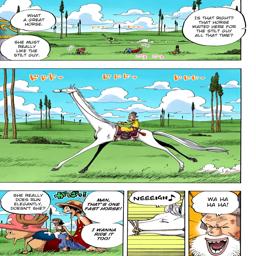 WHAT
A GREAT
HORSE.
SHE MUST
REALLY
LIKE THE
STILT GUY.
IS THAT RIGHT?
THAT HORSE
WAITED HERE FOR
THE STILT GUY
ALL THAT TIME?
SHE REALLY
DOES RUN
ELEGANTLY,
DOESN'T SHE?
MAN,
THAT'S ONE
FAST HORSE!
I WANNA
RIDE IT
TOO!
NEEEIGH♪
WA HA
HA HA!